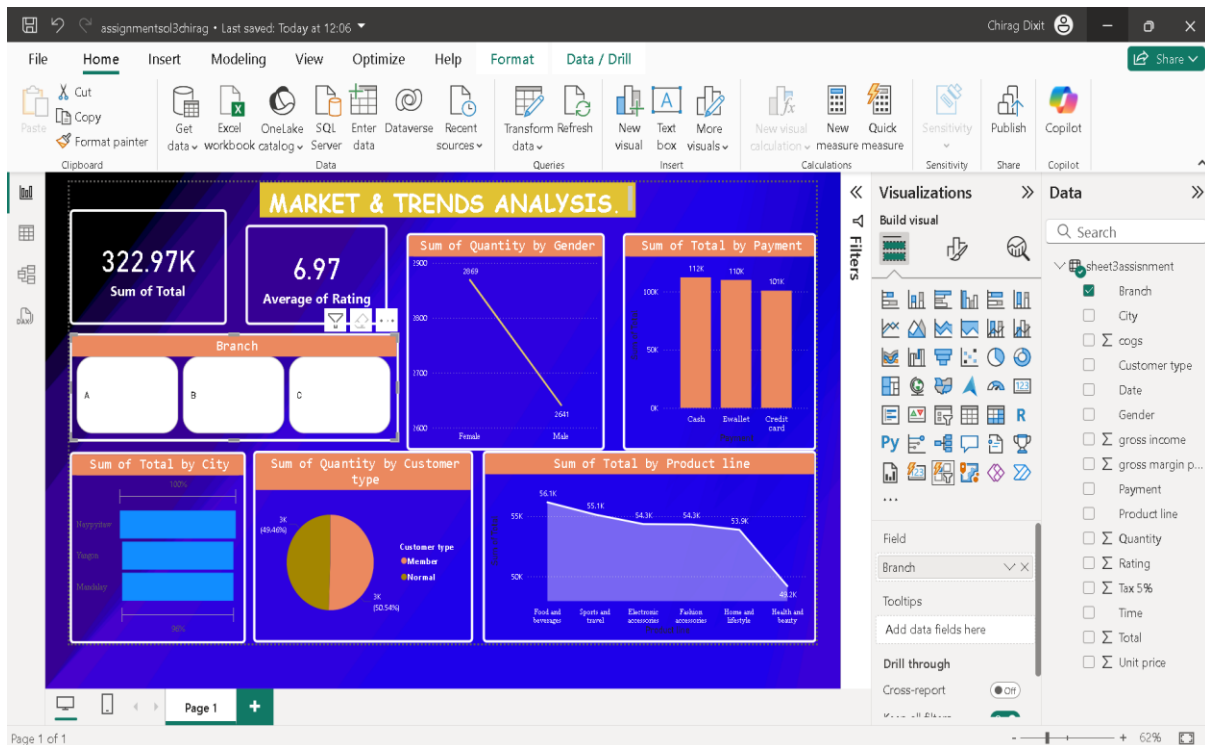 assignmentsol3chirag • Last saved: Today at 12:06
Chirag Dixit
File Home Insert Modeling View Optimize Help Format Data / Drill
Share
Paste
Cut
Copy
Format painter
Clipboard
Get data
Excel workbook
OneLake catalog
SQL Server
Enter data
Dataverse
Recent sources
Data
Transform data
Refresh
Queries
New visual
Text box
More visuals
Insert
New visual calculation
New measure
Quick measure
Calculations
Sensitivity
Sensitivity
Publish
Share
Copilot
Copilot
MARKET & TRENDS ANALYSIS.
322.97K
Sum of Total
6.97
Average of Rating
Branch
A
B
C
Sum of Quantity by Gender
2900
2869
2800
2700
2641
2600
Female Male
Sum of Total by Payment
112K 110K 101K
100K
50K
0K
Cash Ewallet Credit
card
Payment
Sum of Total by City
100%
Naypyitaw
Yangon
Mandalay
96%
Sum of Quantity by Customer
type
3K
(49.46%)
3K
(50.54%)
Customer type
Member
Normal
Sum of Total by Product line
56.1K
55.1K
54.3K
54.3K
53.9K
49.2K
55K
50K
Food and
beverages
Sports and
travel
Electronic
accessories
Fashion
accessories
Home and
lifestyle
Health and
beauty
Filters
Visualizations
Build visual
123
R
Py
...
Field
Branch
Tooltips
Add data fields here
Drill through
Cross-report
Off
Keep all filters
Data
Search
sheet3assisnment
Branch
City
cogs
Customer type
Date
Gender
gross income
gross margin p...
Payment
Product line
Quantity
Rating
Tax 5%
Time
Total
Unit price
Page 1
Page 1 of 1
62%